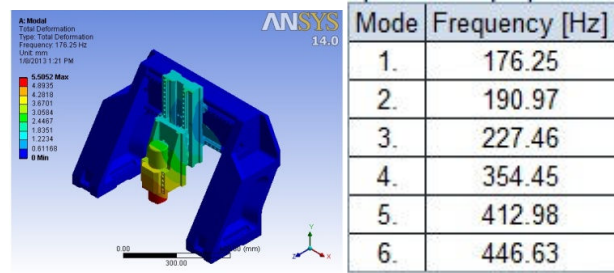 A: Modal
Total Deformation
Type: Total Deformation
Frequency: 176.25 Hz
Unit: mm
1/8/2013 1:21 PM
5.5052 Max
4.8935
4.2818
3.6701
3.0584
2.4467
1.8351
1.2234
0.61168
0 Min
ANSYS
14.0
0.00
300.00
(mm)
Y
Z
X
Mode Frequency [Hz]
1. 176.25
2. 190.97
3. 227.46
4. 354.45
5. 412.98
6. 446.63